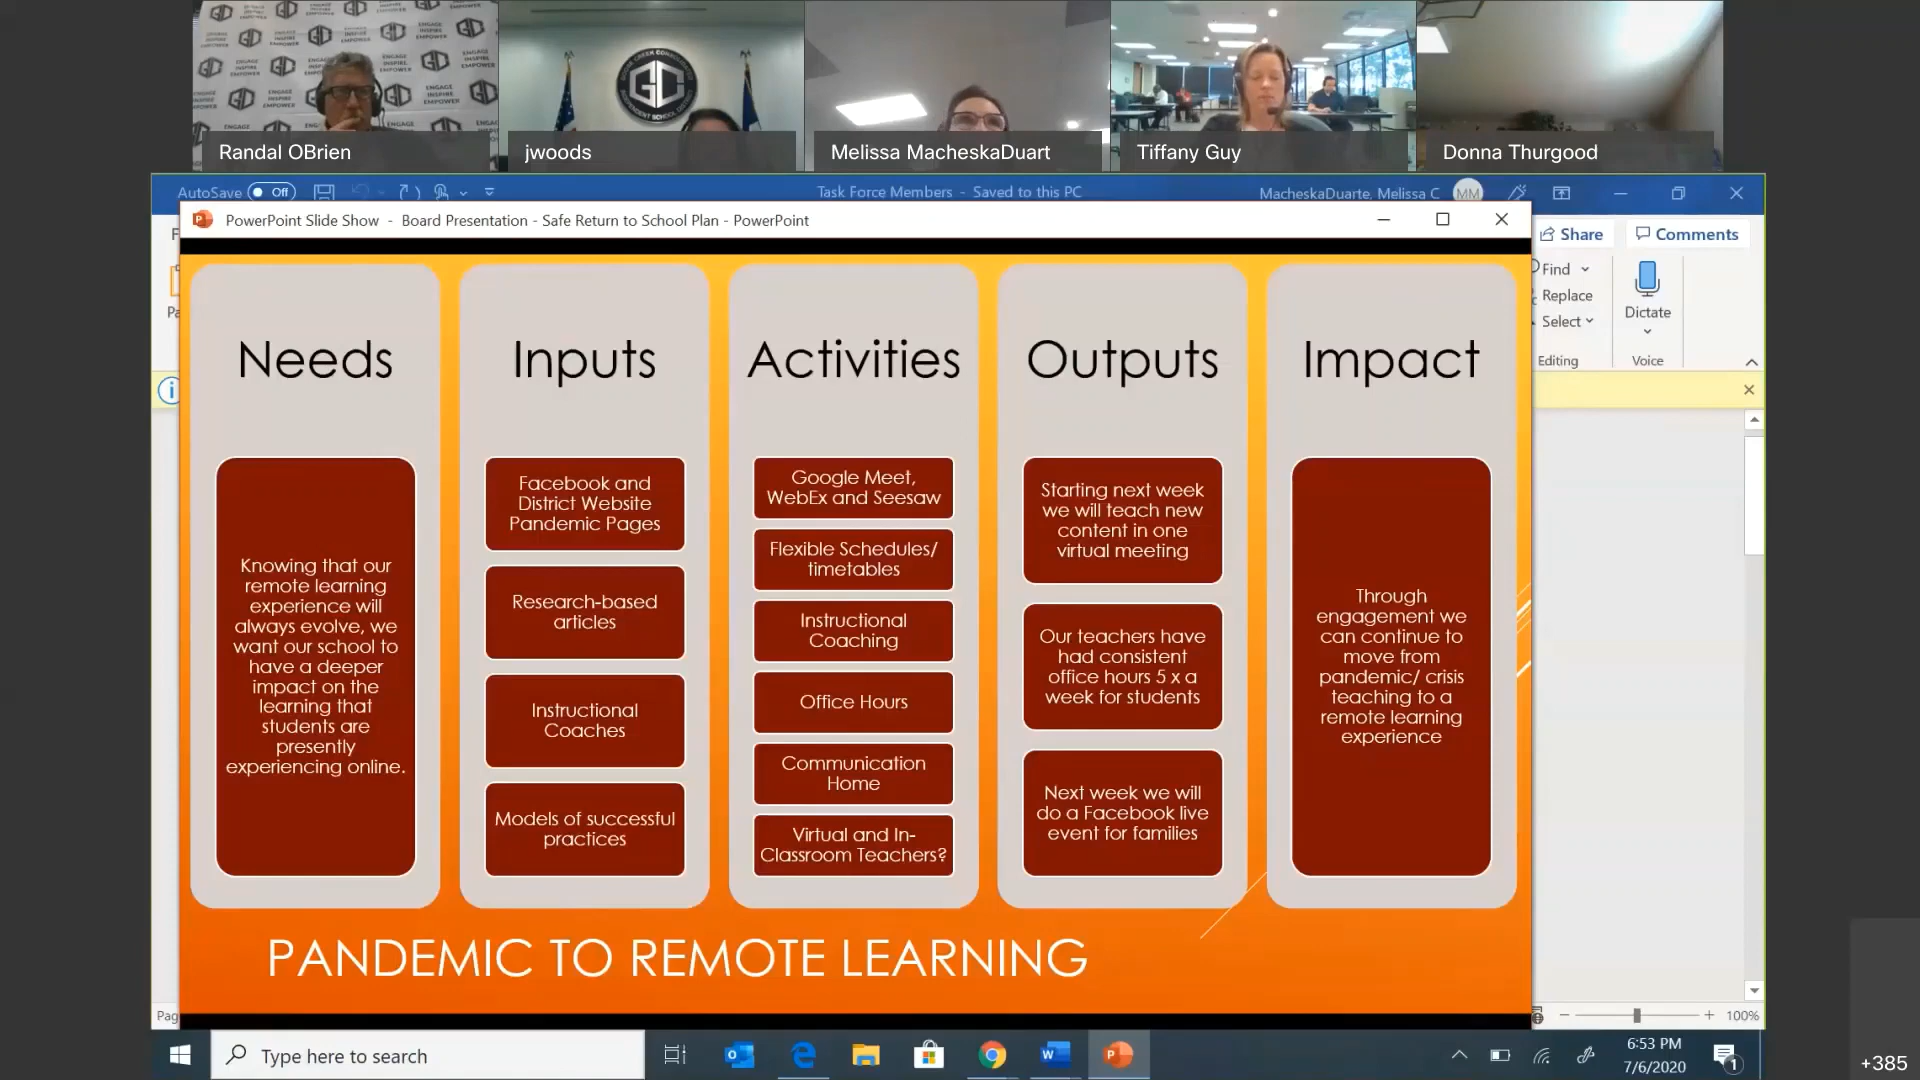 ENGAGE
INSPIRE
EMPOWER
Randal OBrien
jwoods
Melissa MacheskaDuart
Tiffany Guy
Donna Thurgood
AutoSave Off
Task Force Members - Saved to this PC
MacheskaDuarte, Melissa C
MM
PowerPoint Slide Show - Board Presentation - Safe Return to School Plan - PowerPoint
Share
Comments
Find
Replace
Select
Editing
Dictate
Voice
Needs
Knowing that our
remote learning
experience will
always evolve, we
want our school to
have a deeper
impact on the
learning that
students are
presently
experiencing online.
Inputs
Facebook and
District Website
Pandemic Pages
Research-based
articles
Instructional
Coaches
Models of successful
practices
Activities
Google Meet,
WebEx and Seesaw
Flexible Schedules/
timetables
Instructional
Coaching
Office Hours
Communication
Home
Virtual and In-
Classroom Teachers?
Outputs
Starting next week
we will teach new
content in one
virtual meeting
Our teachers have
had consistent
office hours 5 x a
week for students
Next week we will
do a Facebook live
event for families
Impact
Through
engagement we
can continue to
move from
pandemic/ crisis
teaching to a
remote learning
experience
PANDEMIC TO REMOTE LEARNING
Pag
100%
Type here to search
6:53 PM
7/6/2020
1
+385